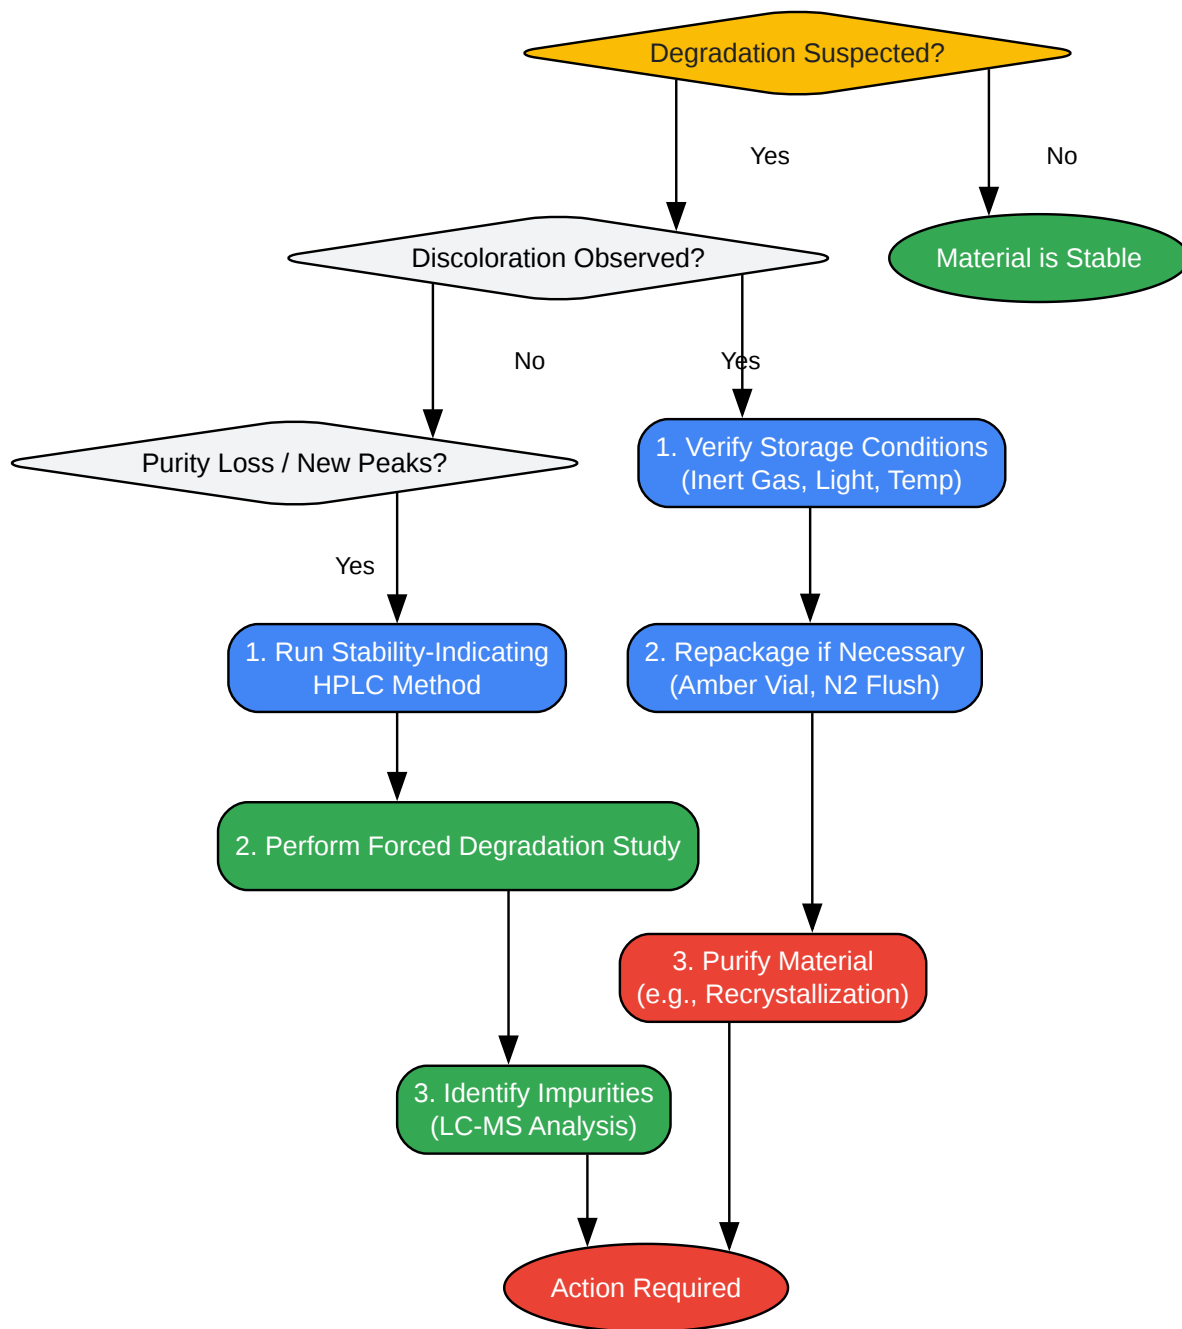 Degradation Suspected?
Yes
No
Discoloration Observed?
Material is Stable
No
Yes
Purity Loss / New Peaks?
1. Verify Storage Conditions
(Inert Gas, Light, Temp)
Yes
1. Run Stability-Indicating
HPLC Method
2. Repackage if Necessary
(Amber Vial, N2 Flush)
2. Perform Forced Degradation Study
3. Purify Material
(e.g., Recrystallization)
3. Identify Impurities
(LC-MS Analysis)
Action Required